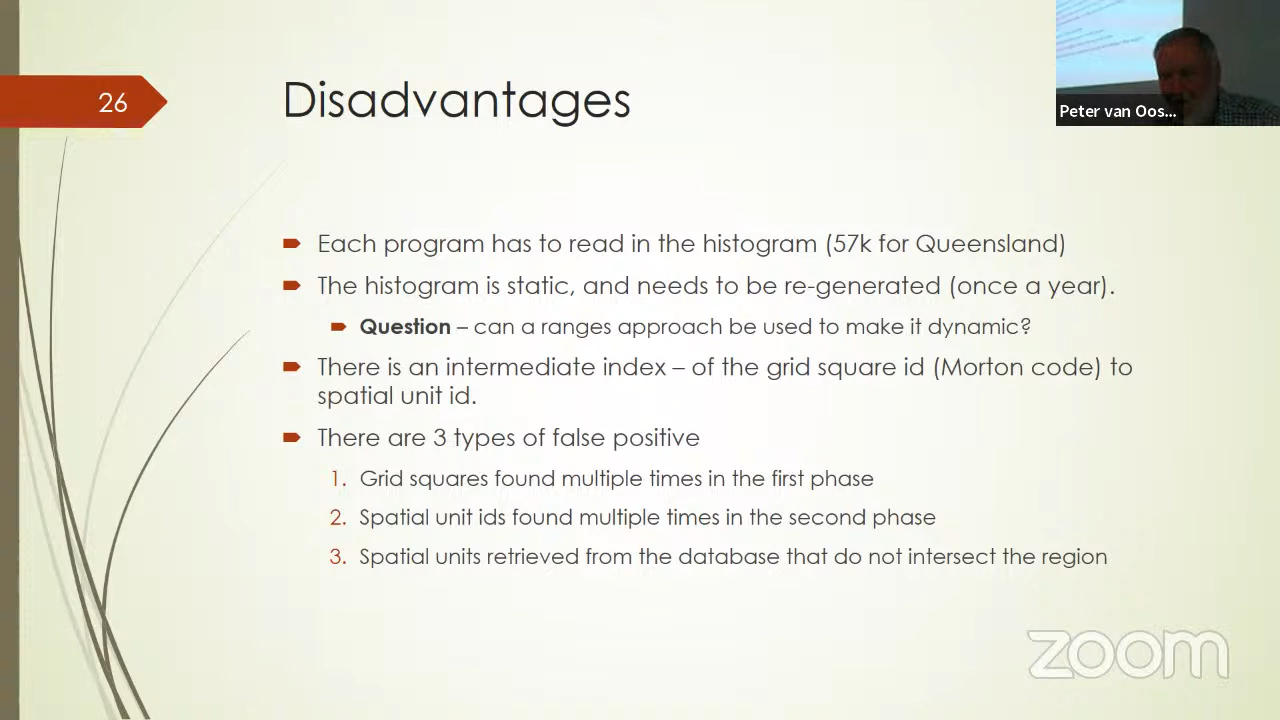 26
Disadvantages
Peter van Oos...
Each program has to read in the histogram (57k for Queensland)
The histogram is static, and needs to be re-generated (once a year).
Question – can a ranges approach be used to make it dynamic?
There is an intermediate index – of the grid square id (Morton code) to
spatial unit id.
There are 3 types of false positive
1. Grid squares found multiple times in the first phase
2. Spatial unit ids found multiple times in the second phase
3. Spatial units retrieved from the database that do not intersect the region
zoom